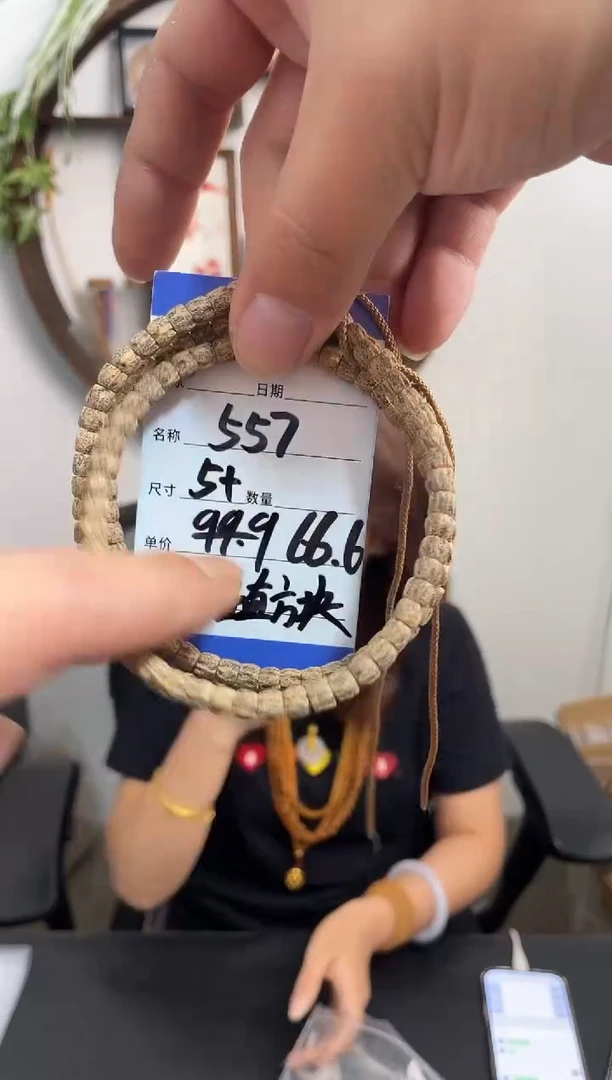 日期
名称 557
尺寸 5+ 数量
单价 99.9 66.6
直方块